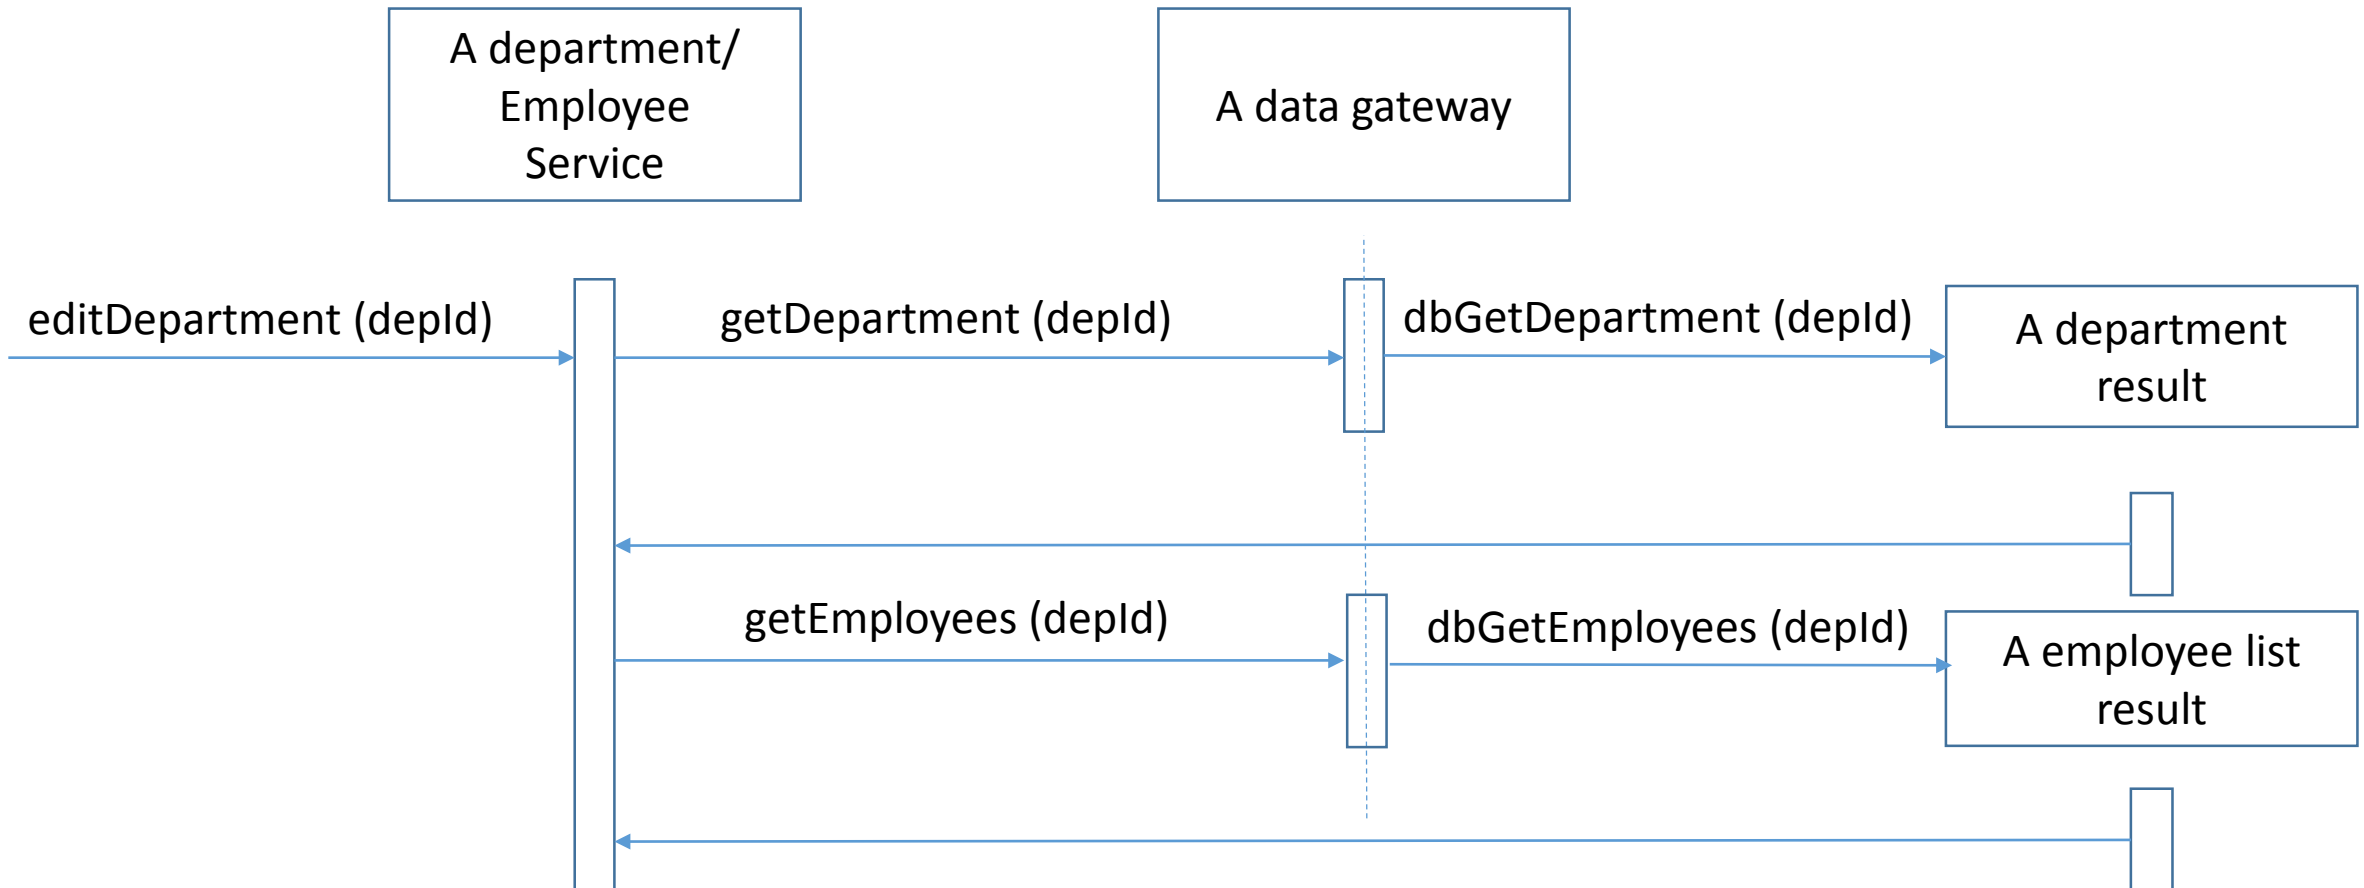 A department/
Employee
Service
A data gateway
editDepartment (depId)
getDepartment (depId)
dbGetDepartment (depId)
A department
result
getEmployees (depId)
dbGetEmployees (depId)
A employee list
result